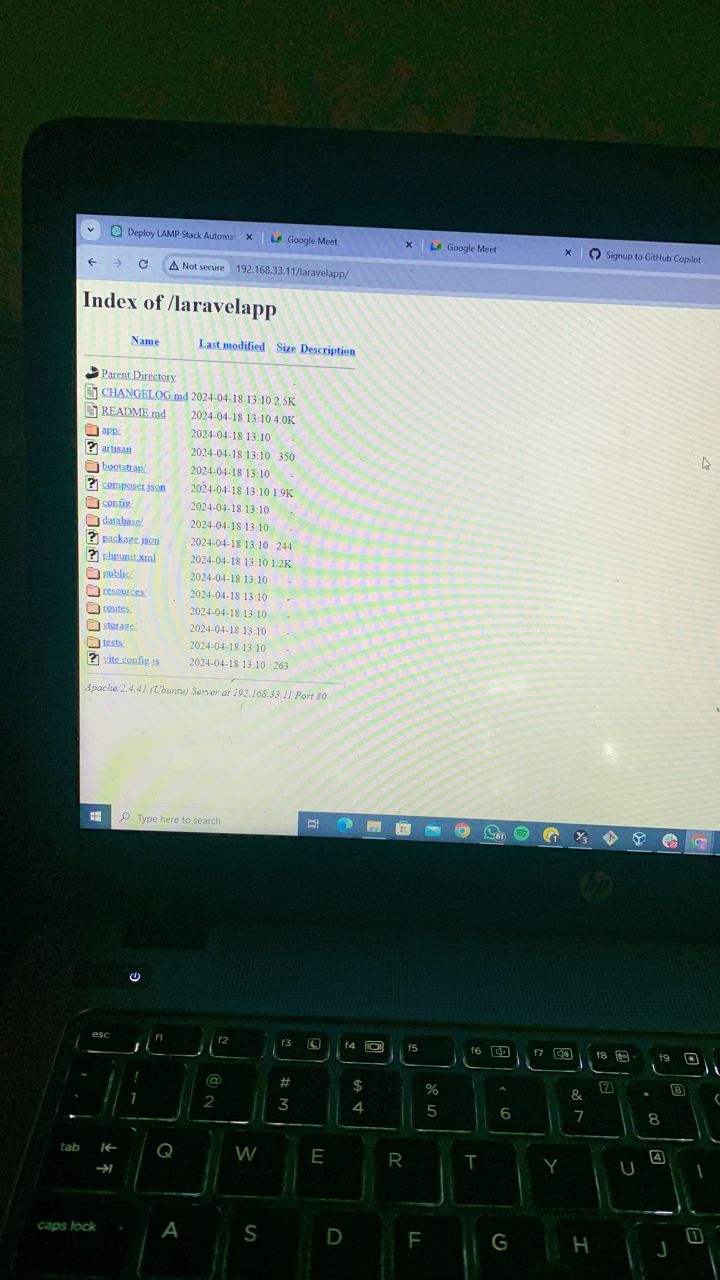 Deploy LAMP Stack Automat × Google Meet × Google Meet × Signup to GitHub Copilot
Not secure 192.168.33.11/laravelapp/
Index of /laravelapp
Name Last modified Size Description
Parent Directory -
CHANGELOG.md 2024-04-18 13:10 2.5K
README.md 2024-04-18 13:10 4.0K
app/ 2024-04-18 13:10 -
artisan 2024-04-18 13:10 350
bootstrap/ 2024-04-18 13:10 -
composer.json 2024-04-18 13:10 1.9K
config/ 2024-04-18 13:10 -
database/ 2024-04-18 13:10 -
package.json 2024-04-18 13:10 244
phpunit.xml 2024-04-18 13:10 1.2K
public/ 2024-04-18 13:10 -
resources/ 2024-04-18 13:10 -
routes/ 2024-04-18 13:10 -
storage/ 2024-04-18 13:10 -
tests/ 2024-04-18 13:10 -
vite.config.js 2024-04-18 13:10 263
Apache/2.4.41 (Ubuntu) Server at 192.168.33.11 Port 80
Type here to search
61
hp
esc f1 f2 f3 f4 f5 f6 f7 f8 f9
! @ # $ % ^ & 7 * 8
1 2 3 4 5 6 7 8
tab Q W E R T Y U 4 I
caps lock A S D F G H J 1